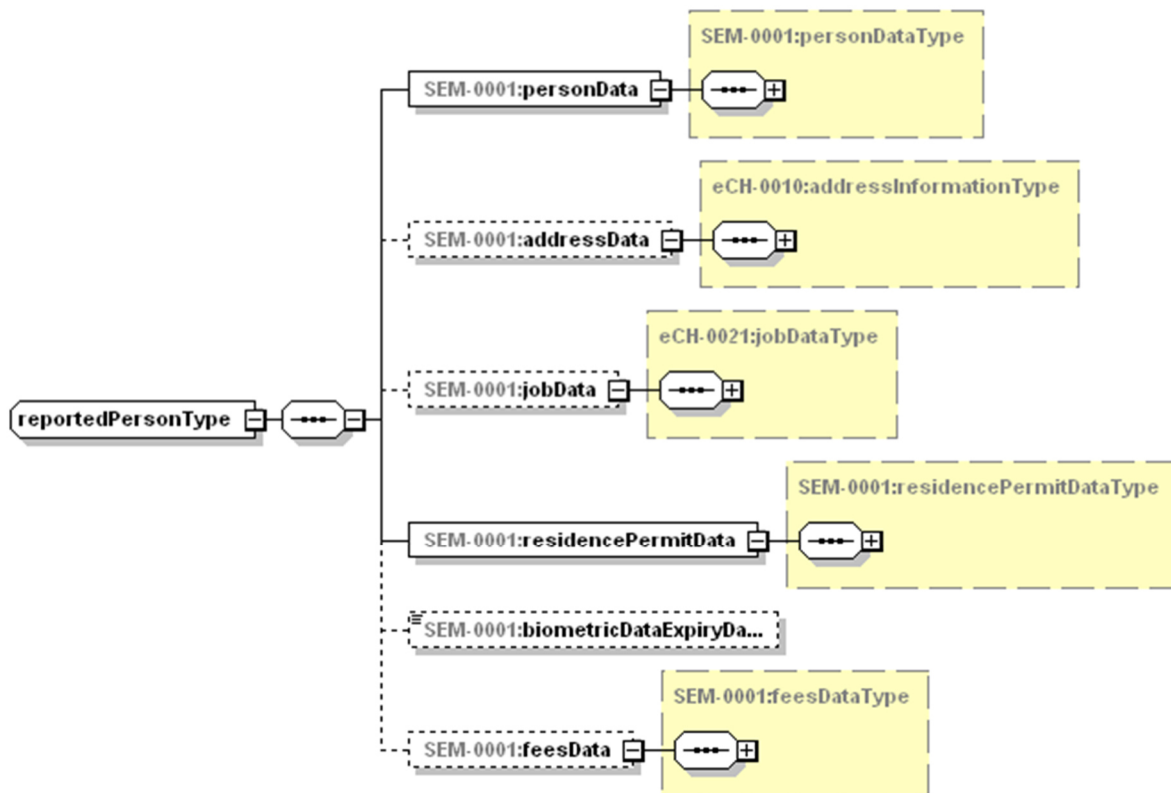 SEM-0001:personDataType
SEM-0001:personData
eCH-0010:addressInformationType
SEM-0001:addressData
eCH-0021:jobDataType
SEM-0001:jobData
reportedPersonType
SEM-0001:residencePermitDataType
SEM-0001:residencePermitData
SEM-0001:biometricDataExpiryDa...
SEM-0001:feesDataType
SEM-0001:feesData